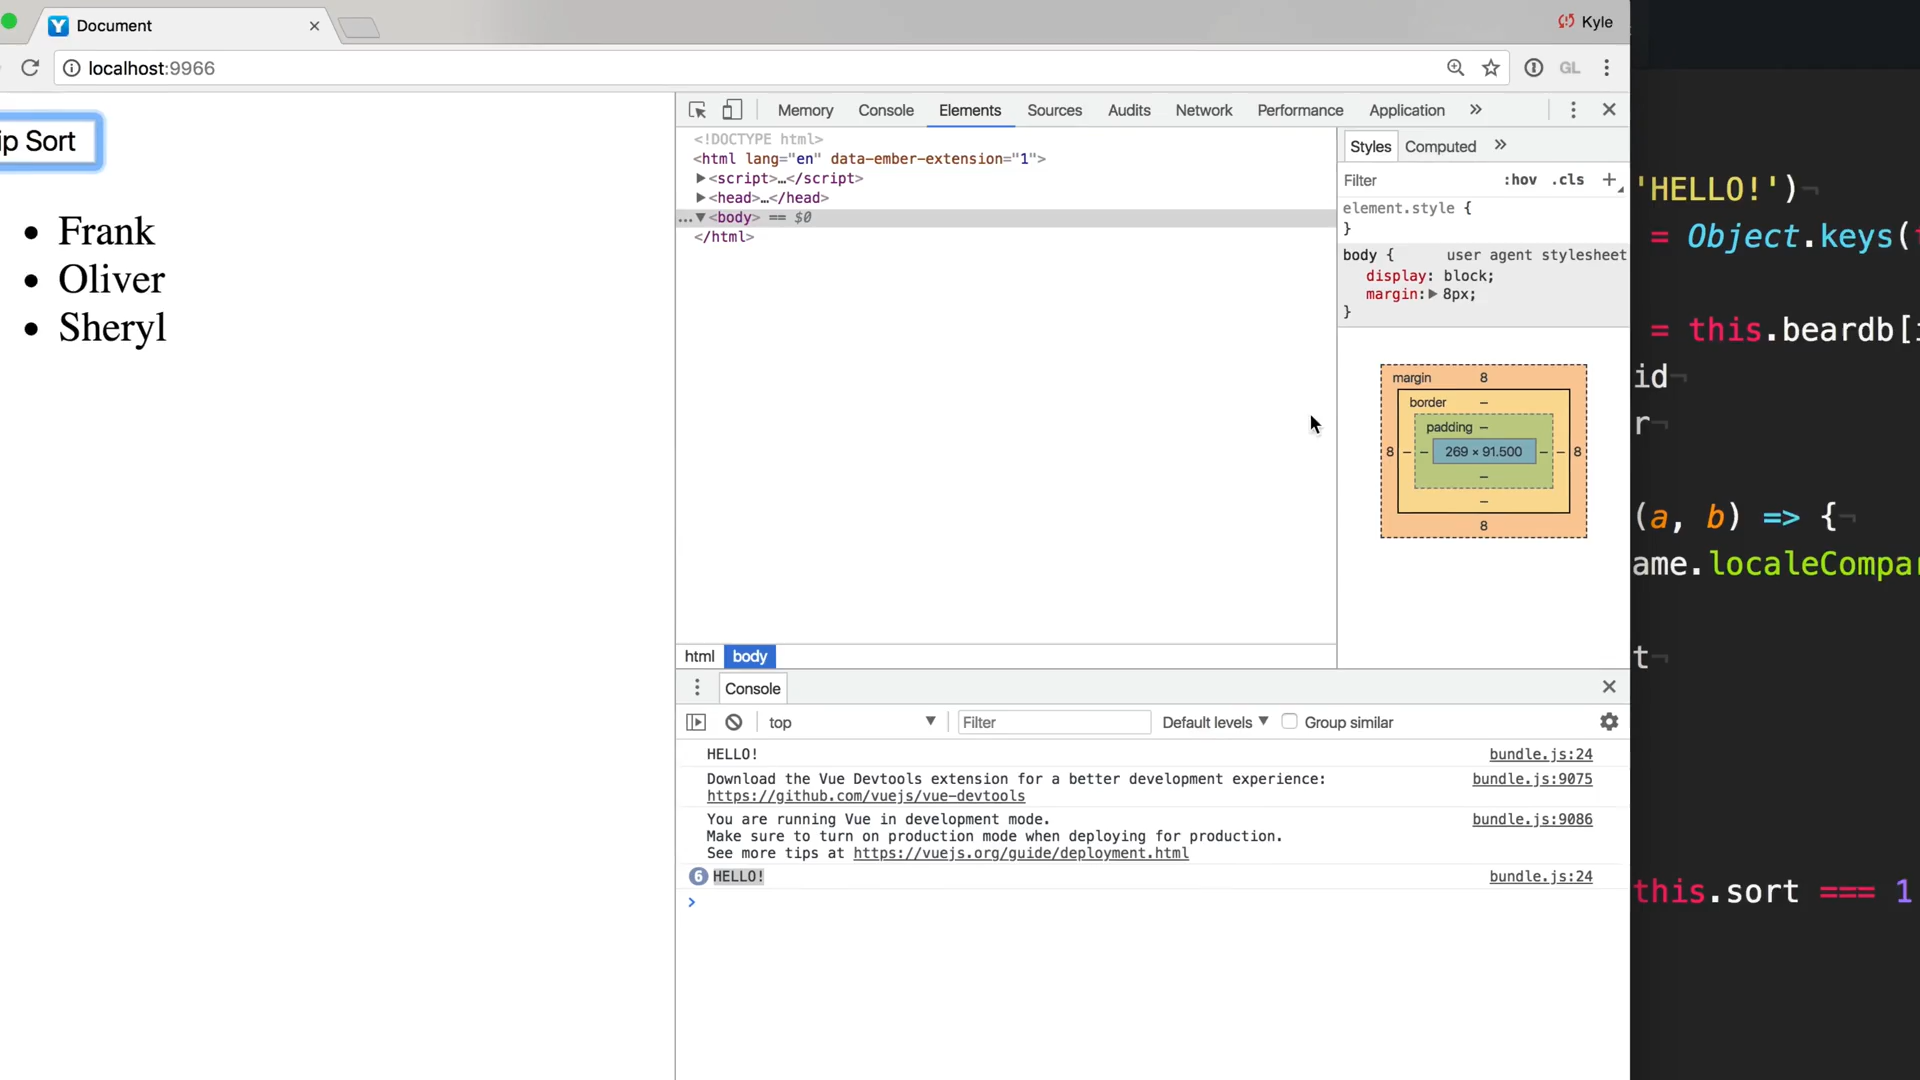 Document
Kyle
localhost:9966
GL
ip Sort
Frank
Oliver
Sheryl
Memory Console Elements Sources Audits Network Performance Application »
<!DOCTYPE html>
<html lang="en" data-ember-extension="1">
<script>…</script>
<head>…</head>
…<body> == $0
</html>
html body
Styles Computed »
Filter :hov .cls +
element.style {
}
body { user agent stylesheet
display: block;
margin: 8px;
}
margin 8
border –
padding –
8 – – 269 × 91.500 – – 8
–
–
8
Console
top Filter Default levels Group similar
HELLO! bundle.js:24
Download the Vue Devtools extension for a better development experience: bundle.js:9075
https://github.com/vuejs/vue-devtools
You are running Vue in development mode. bundle.js:9086
Make sure to turn on production mode when deploying for production.
See more tips at https://vuejs.org/guide/deployment.html
6 HELLO! bundle.js:24
>
'HELLO!')¬
= Object.keys(
= this.beardb[i
id¬
r¬
(a, b) => {¬
ame.localeCompar
t¬
this.sort === 1